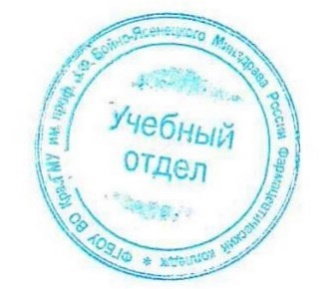 ФГБОУ ВО КрасГМУ им. проф. В.Ф. Войно-Ясенецкого Минздрава России Фармацевтический колледж *
Учебный
отдел